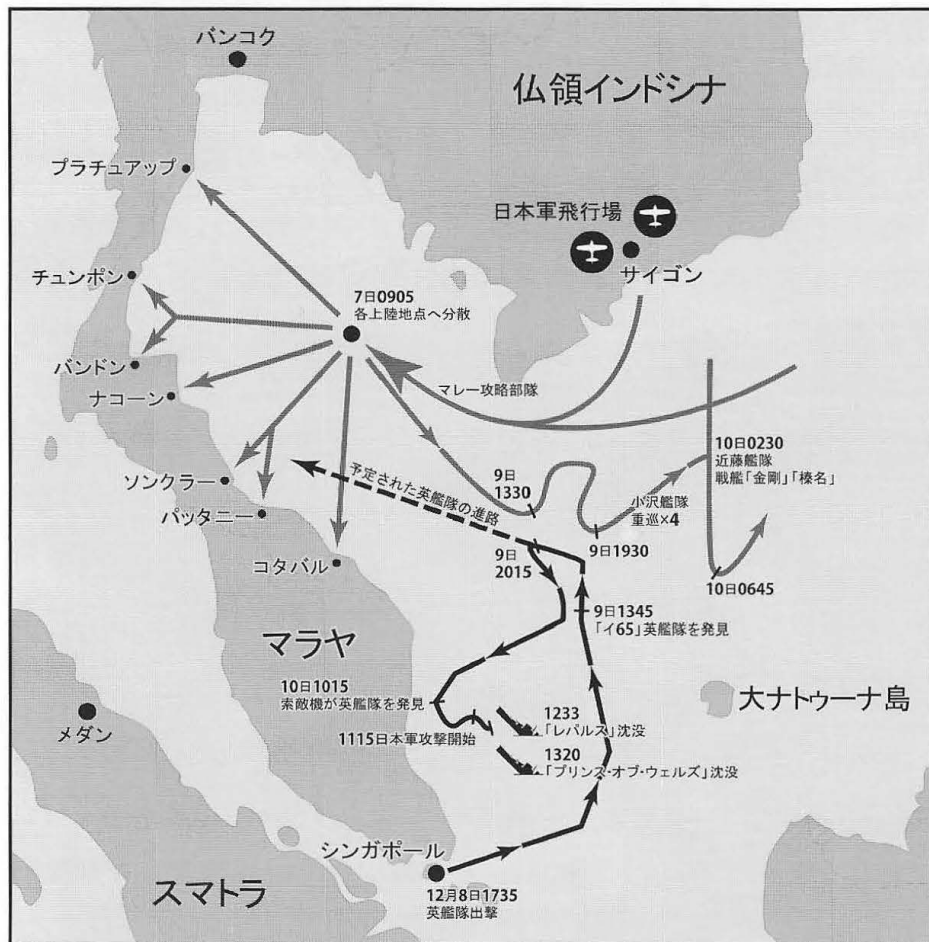 バンコク
仏領インドシナ
プラチュアップ
日本軍飛行場
サイゴン
チュンポン
7日0905
各上陸地点へ分散
バンドン
ナコーン
マレー攻略部隊
10日0230
近藤艦隊
戦艦「金剛」「榛名」
予定された英艦隊の進路
9日
1330
小沢艦隊
重巡×4
ソンクラー
パッタニー
9日
2015
9日1930
コタバル
10日0645
9日1345
「イ65」英艦隊を発見
マラヤ
10日1015
索敵機が英艦隊を発見
大ナトゥーナ島
メダン
1115日本軍攻撃開始
1233
「レパルス」沈没
1320
「プリンス・オブ・ウェルズ」沈没
シンガポール
スマトラ
12月8日1735
英艦隊出撃